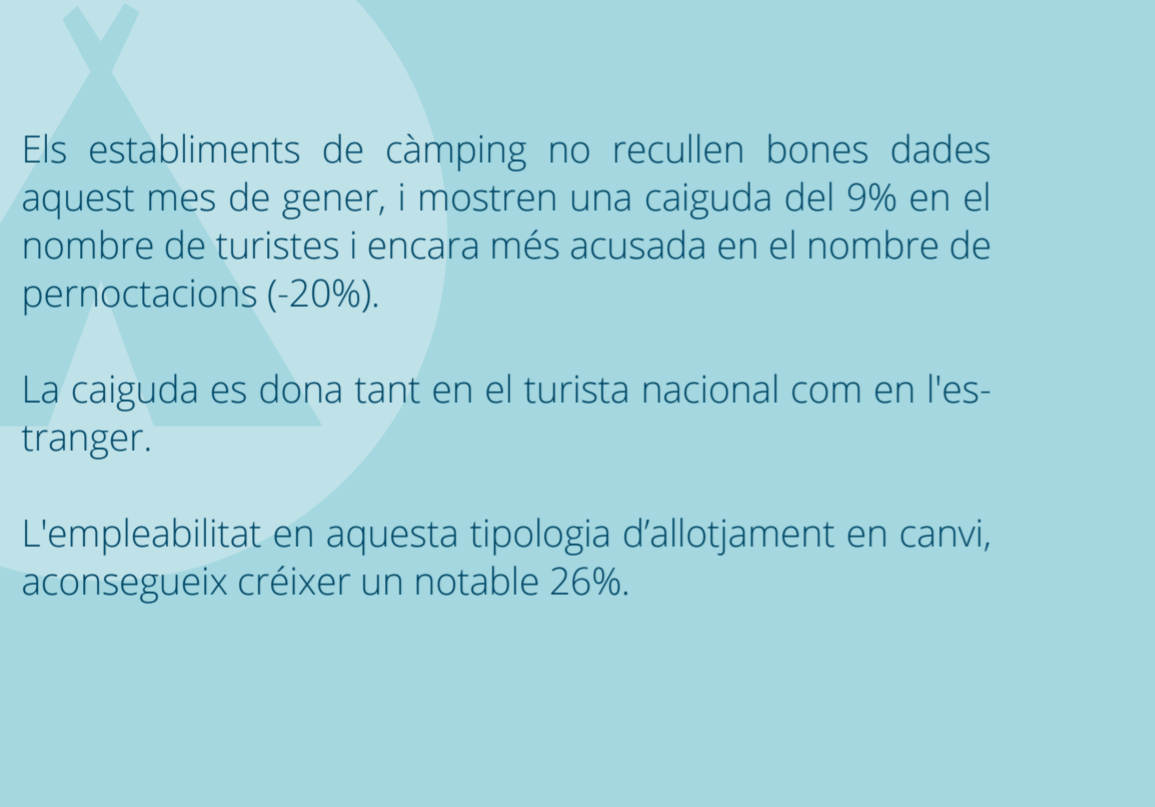 Els establiments de càmping no recullen bones dades
aquest mes de gener, i mostren una caiguda del 9% en el
nombre de turistes i encara més acusada en el nombre de
pernoctacions (-20%).
La caiguda es dona tant en el turista nacional com en l'es-
tranger.
L'empleabilitat en aquesta tipologia d’allotjament en canvi,
aconsegueix créixer un notable 26%.